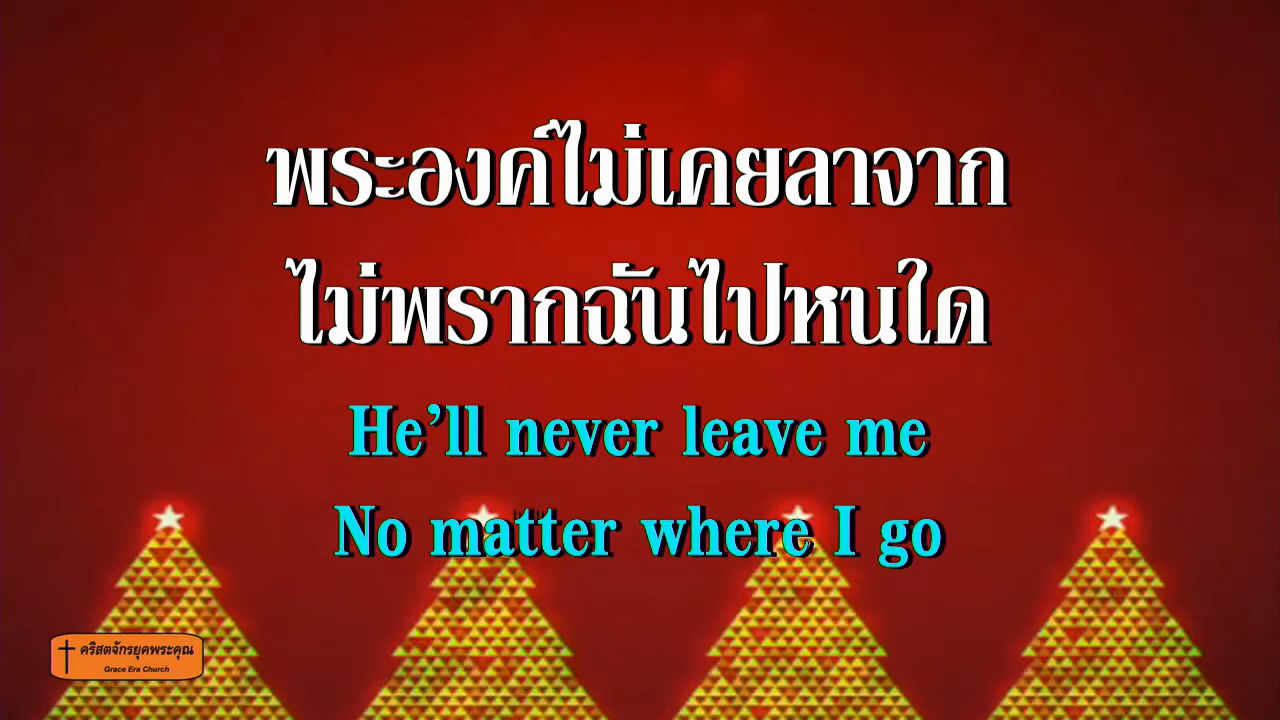 พระองค์ไม่เคยลาจาก
ไม่พรากฉันไปหนใด
He’ll never leave me
No matter where I go
คริสตจักรยุคพระคุณ
Grace Era Church